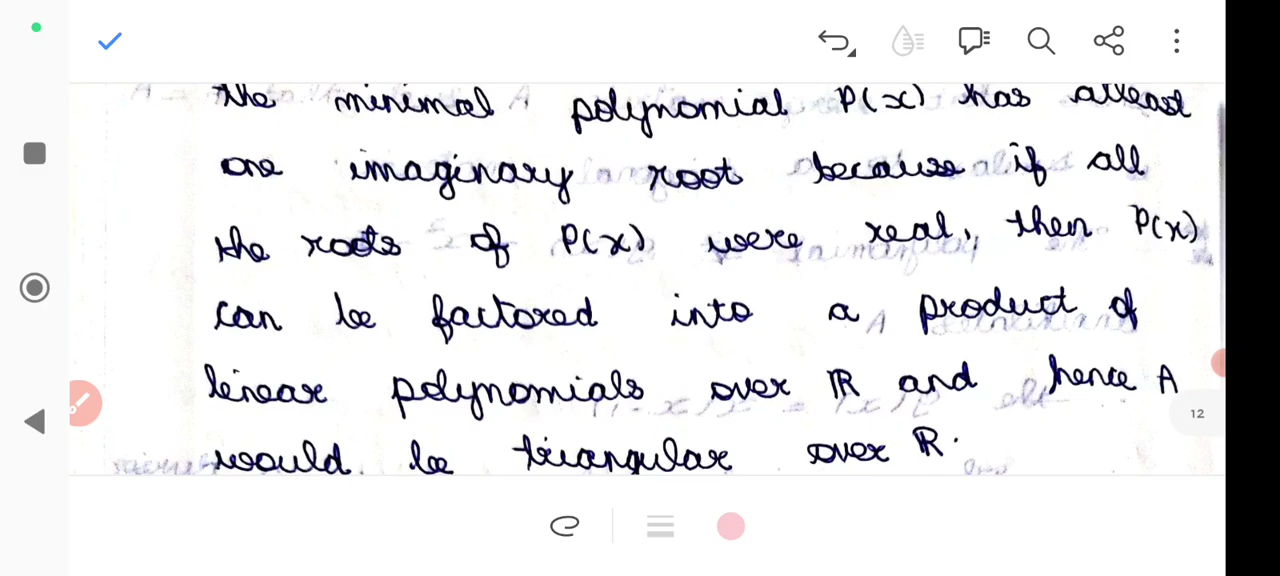 the minimal polynomial P(x) has atleast
one imaginary root because if all
the roots of P(x) were real, then P(x)
can be factored into a product of
linear polynomials over ℝ and hence A
would be triangular over ℝ.
12